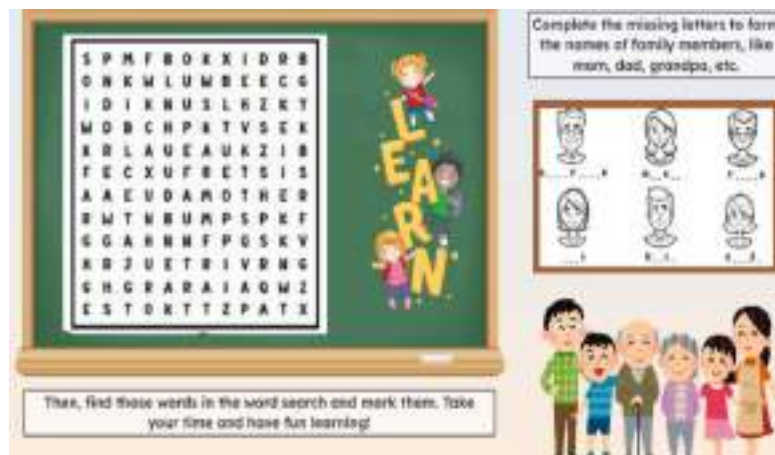 S P M F B O K X I D R B
O N K W L U W B E E C G
I D I K N U S L H Z K T
W D B C H P K T V S E K
K R L A U E A U K Z I B
F E C X U F B E T S I S
A A E U D A M O T H E R
B W T N B U M P S P K F
G G A H N N F P G S K V
K B J U E T R I V R N G
G H G R A R A I A Q W Z
E S T O K T T Z P A T X
LEARN
Complete the missing letters to form
the names of family members, like
mom, dad, grandpa, etc.
Then, find those words in the word search and mark them. Take
your time and have fun learning!